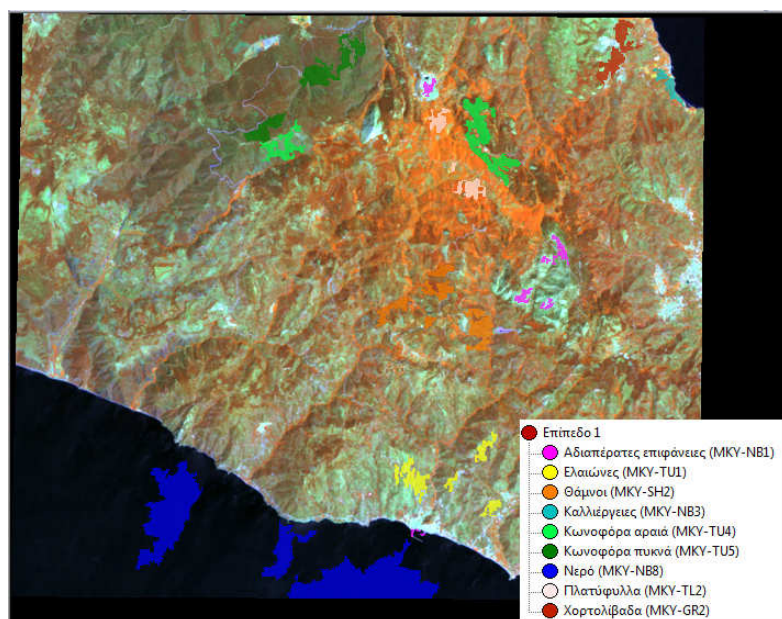 Επίπεδο 1
Αδιαπέρατες επιφάνειες (MKY-NB1)
Ελαιώνες (MKY-TU1)
Θάμνοι (MKY-SH2)
Καλλιέργειες (MKY-NB3)
Κωνοφόρα αραιά (MKY-TU4)
Κωνοφόρα πυκνά (MKY-TU5)
Νερό (MKY-NB8)
Πλατύφυλλα (MKY-TL2)
Χορτολίβαδα (MKY-GR2)